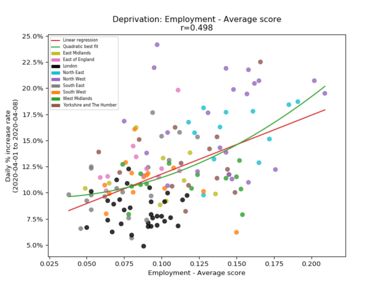 Deprivation: Employment - Average score
r=0.498
Daily % increase rate
(2020-04-01 to 2020-04-08)
25.0%
22.5%
20.0%
17.5%
15.0%
12.5%
10.0%
7.5%
5.0%
Linear regression
Quadratic best fit
East Midlands
East of England
London
North East
North West
South East
South West
West Midlands
Yorkshire and The Humber
0.025
0.050
0.075
0.100
0.125
0.150
0.175
0.200
Employment - Average score